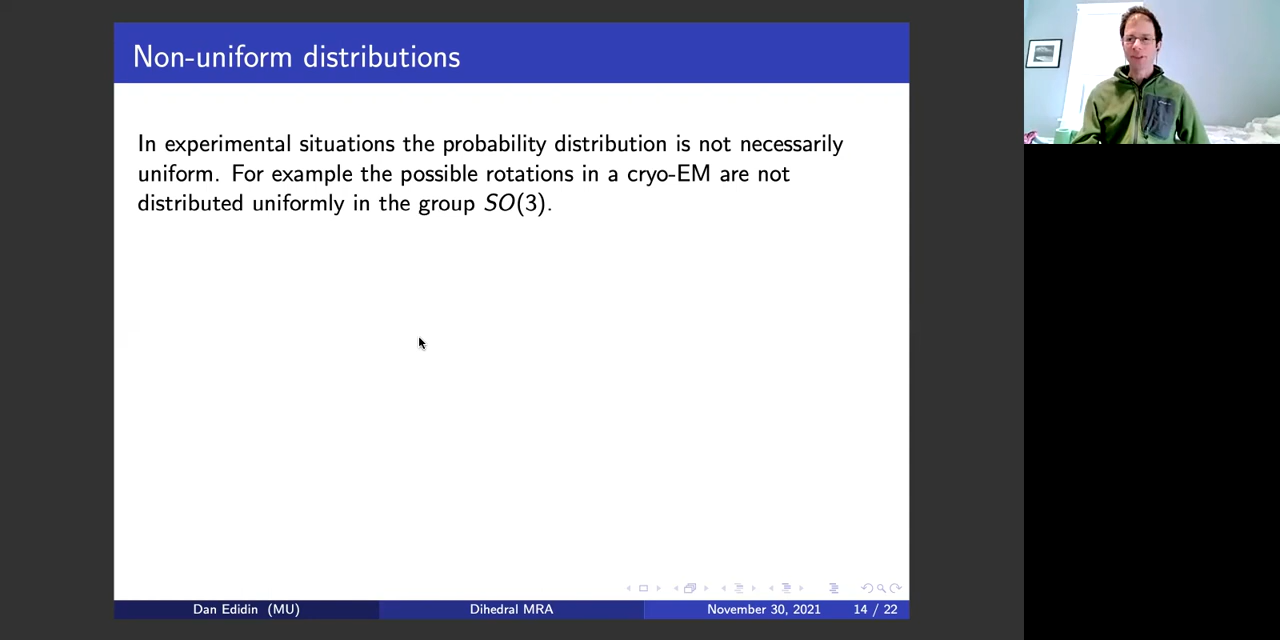 Non-uniform distributions
In experimental situations the probability distribution is not necessarily
uniform. For example the possible rotations in a cryo-EM are not
distributed uniformly in the group SO(3).
Dan Edidin (MU) Dihedral MRA November 30, 2021 14 / 22